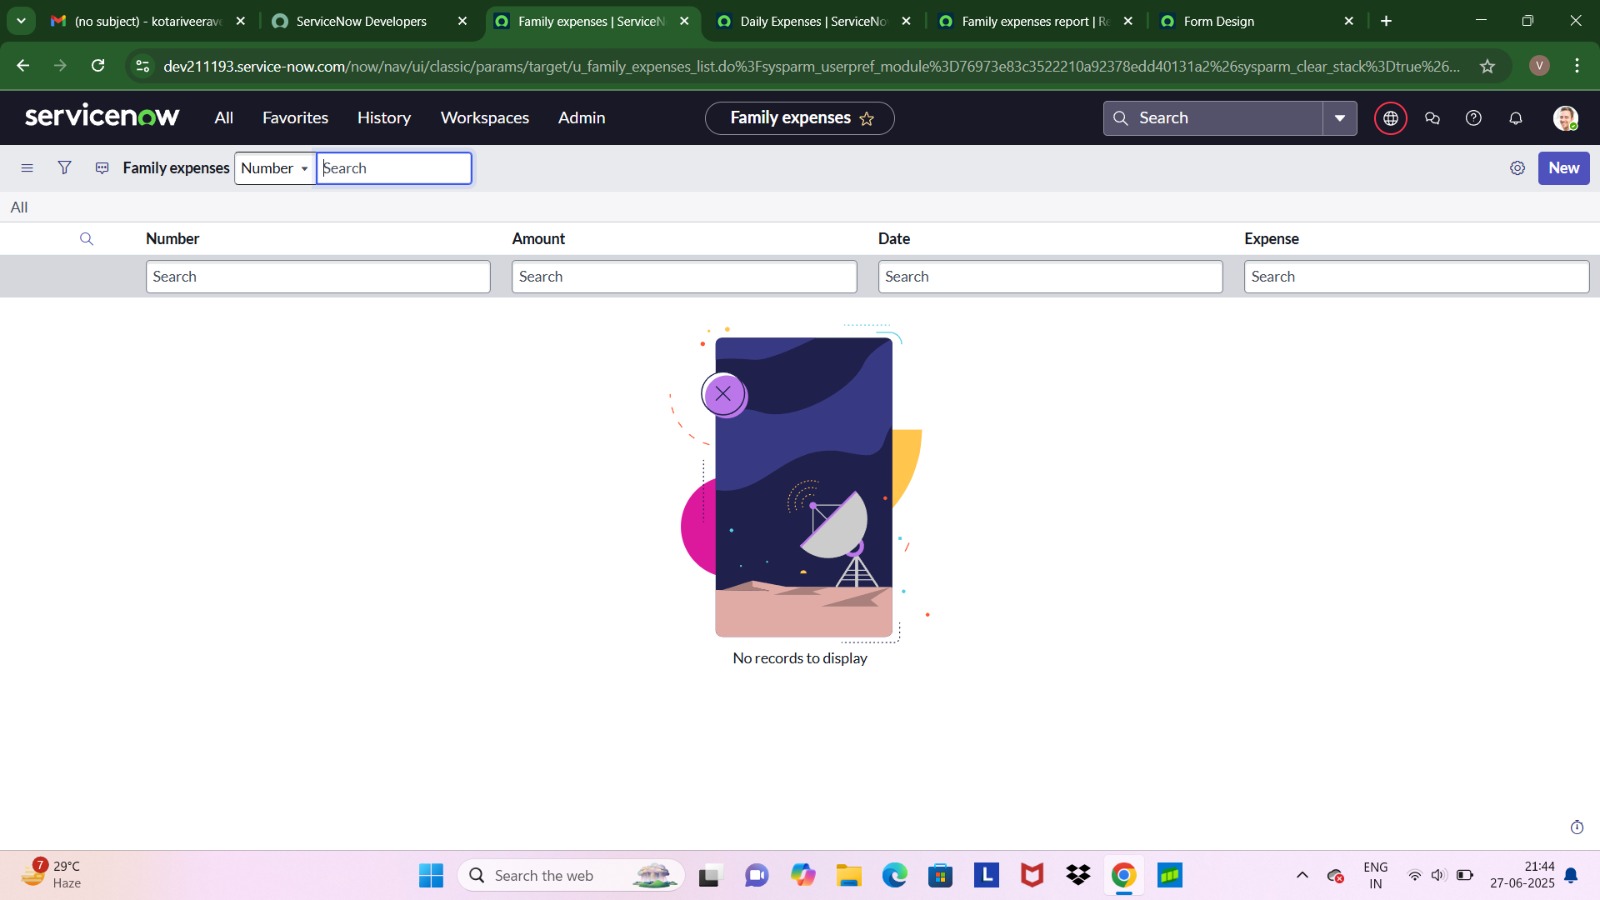 (no subject) - kotariveerave
ServiceNow Developers
Family expenses | ServiceN
Daily Expenses | ServiceNo
Family expenses report | Re
Form Design
dev211193.service-now.com/now/nav/ui/classic/params/target/u_family_expenses_list.do%3Fsysparm_userpref_module%3D76973e83c3522210a92378edd40131a2%26sysparm_clear_stack%3Dtrue%26...
V
servicenow
All
Favorites
History
Workspaces
Admin
Family expenses
Search
Family expenses
Number
Search
New
All
Number
Amount
Date
Expense
Search
Search
Search
Search
No records to display
7
29°C
Haze
Search the web
L
ENG
IN
21:44
27-06-2025